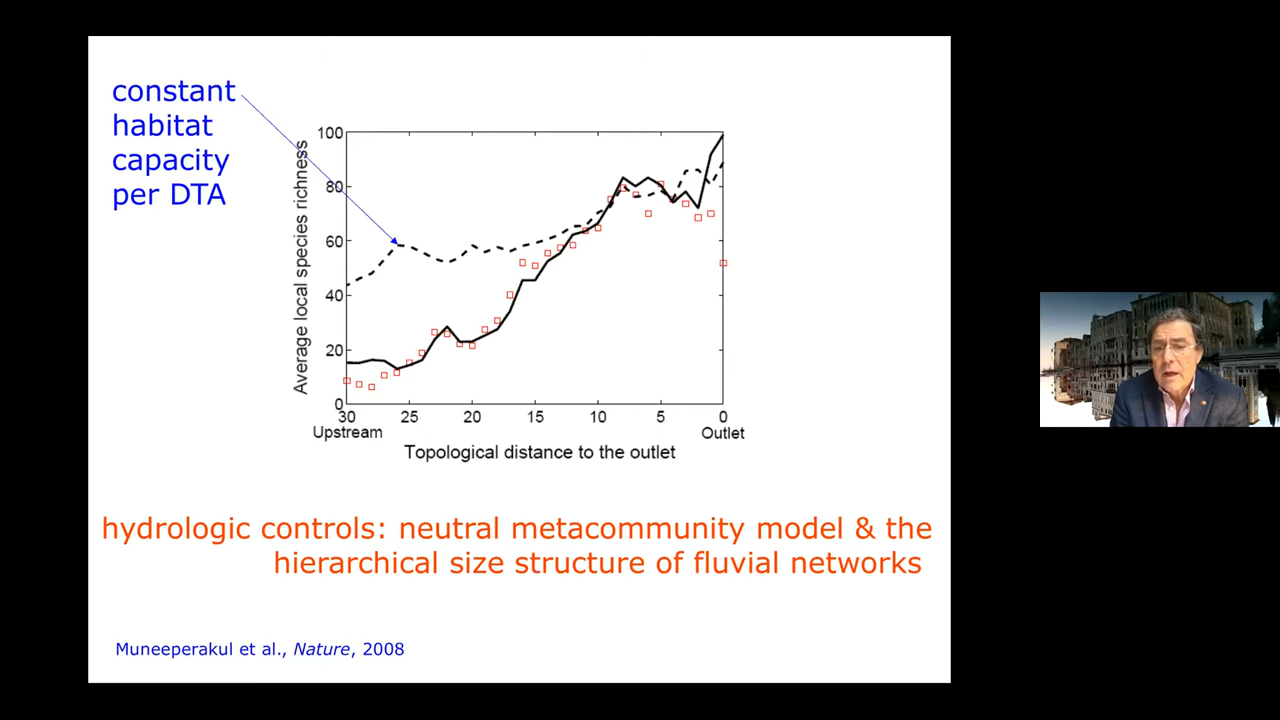 constant
habitat
capacity
per DTA
Average local species richness
100
80
60
40
20
0
30 25 20 15 10 5 0
Upstream Outlet
Topological distance to the outlet
hydrologic controls: neutral metacommunity model & the
hierarchical size structure of fluvial networks
Muneeperakul et al., Nature, 2008